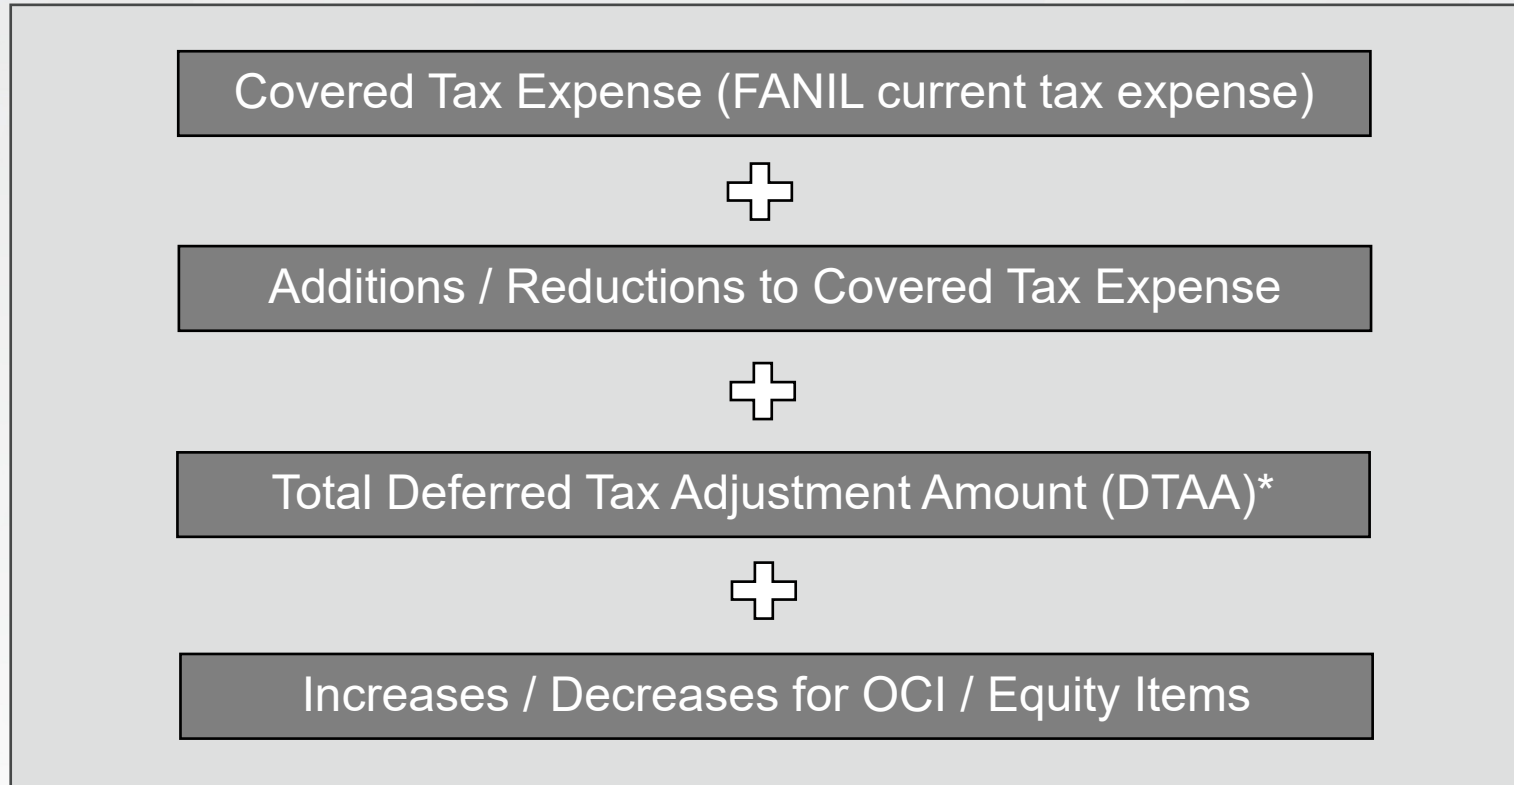 Covered Tax Expense (FANIL current tax expense)
Additions / Reductions to Covered Tax Expense
Total Deferred Tax Adjustment Amount (DTAA)*
Increases / Decreases for OCI / Equity Items